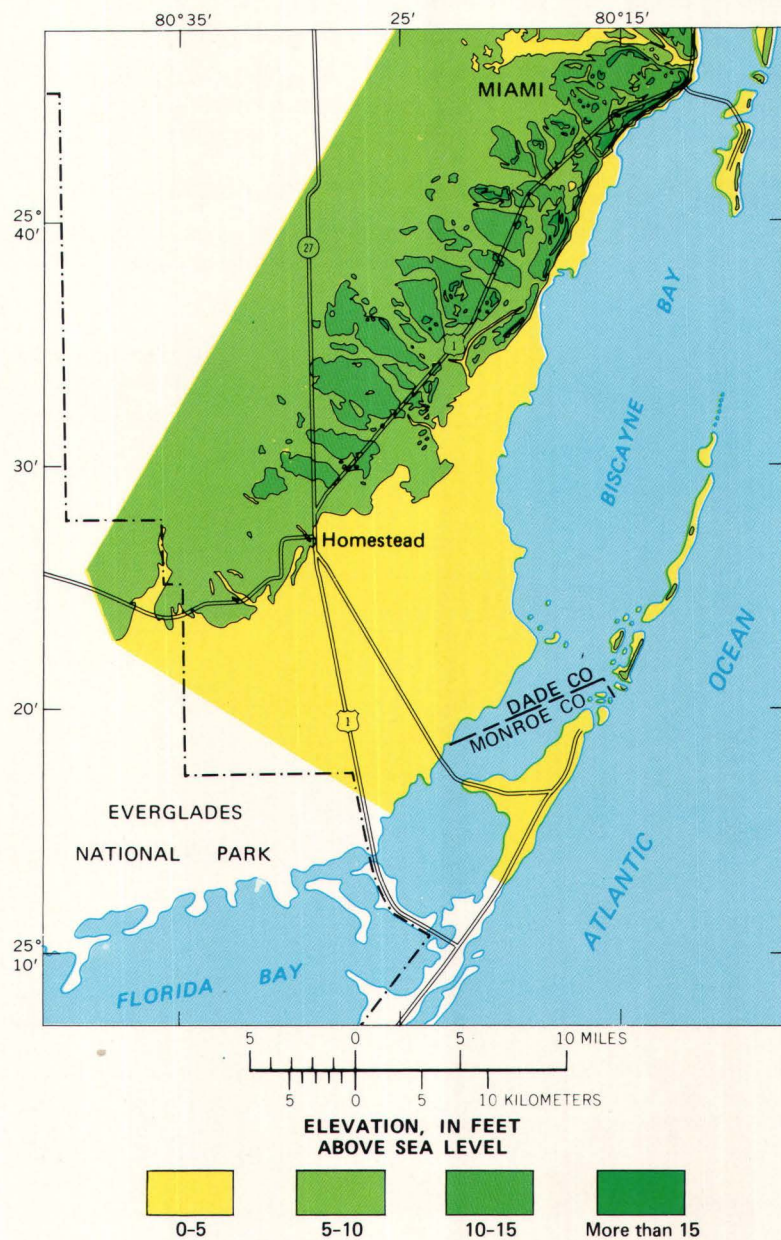 80°35′ 25′ 80°15′
MIAMI
25°
40′
27
BAY
1
35′
BISCAYNE
30′
Homestead
25′
OCEAN
20′
DADE CO
MONROE CO
1
EVERGLADES
NATIONAL PARK
ATLANTIC
25°
10′
FLORIDA BAY
5 0 5 10 MILES
5 0 5 10 KILOMETERS
ELEVATION, IN FEET
ABOVE SEA LEVEL
0-5 5-10 10-15 More than 15